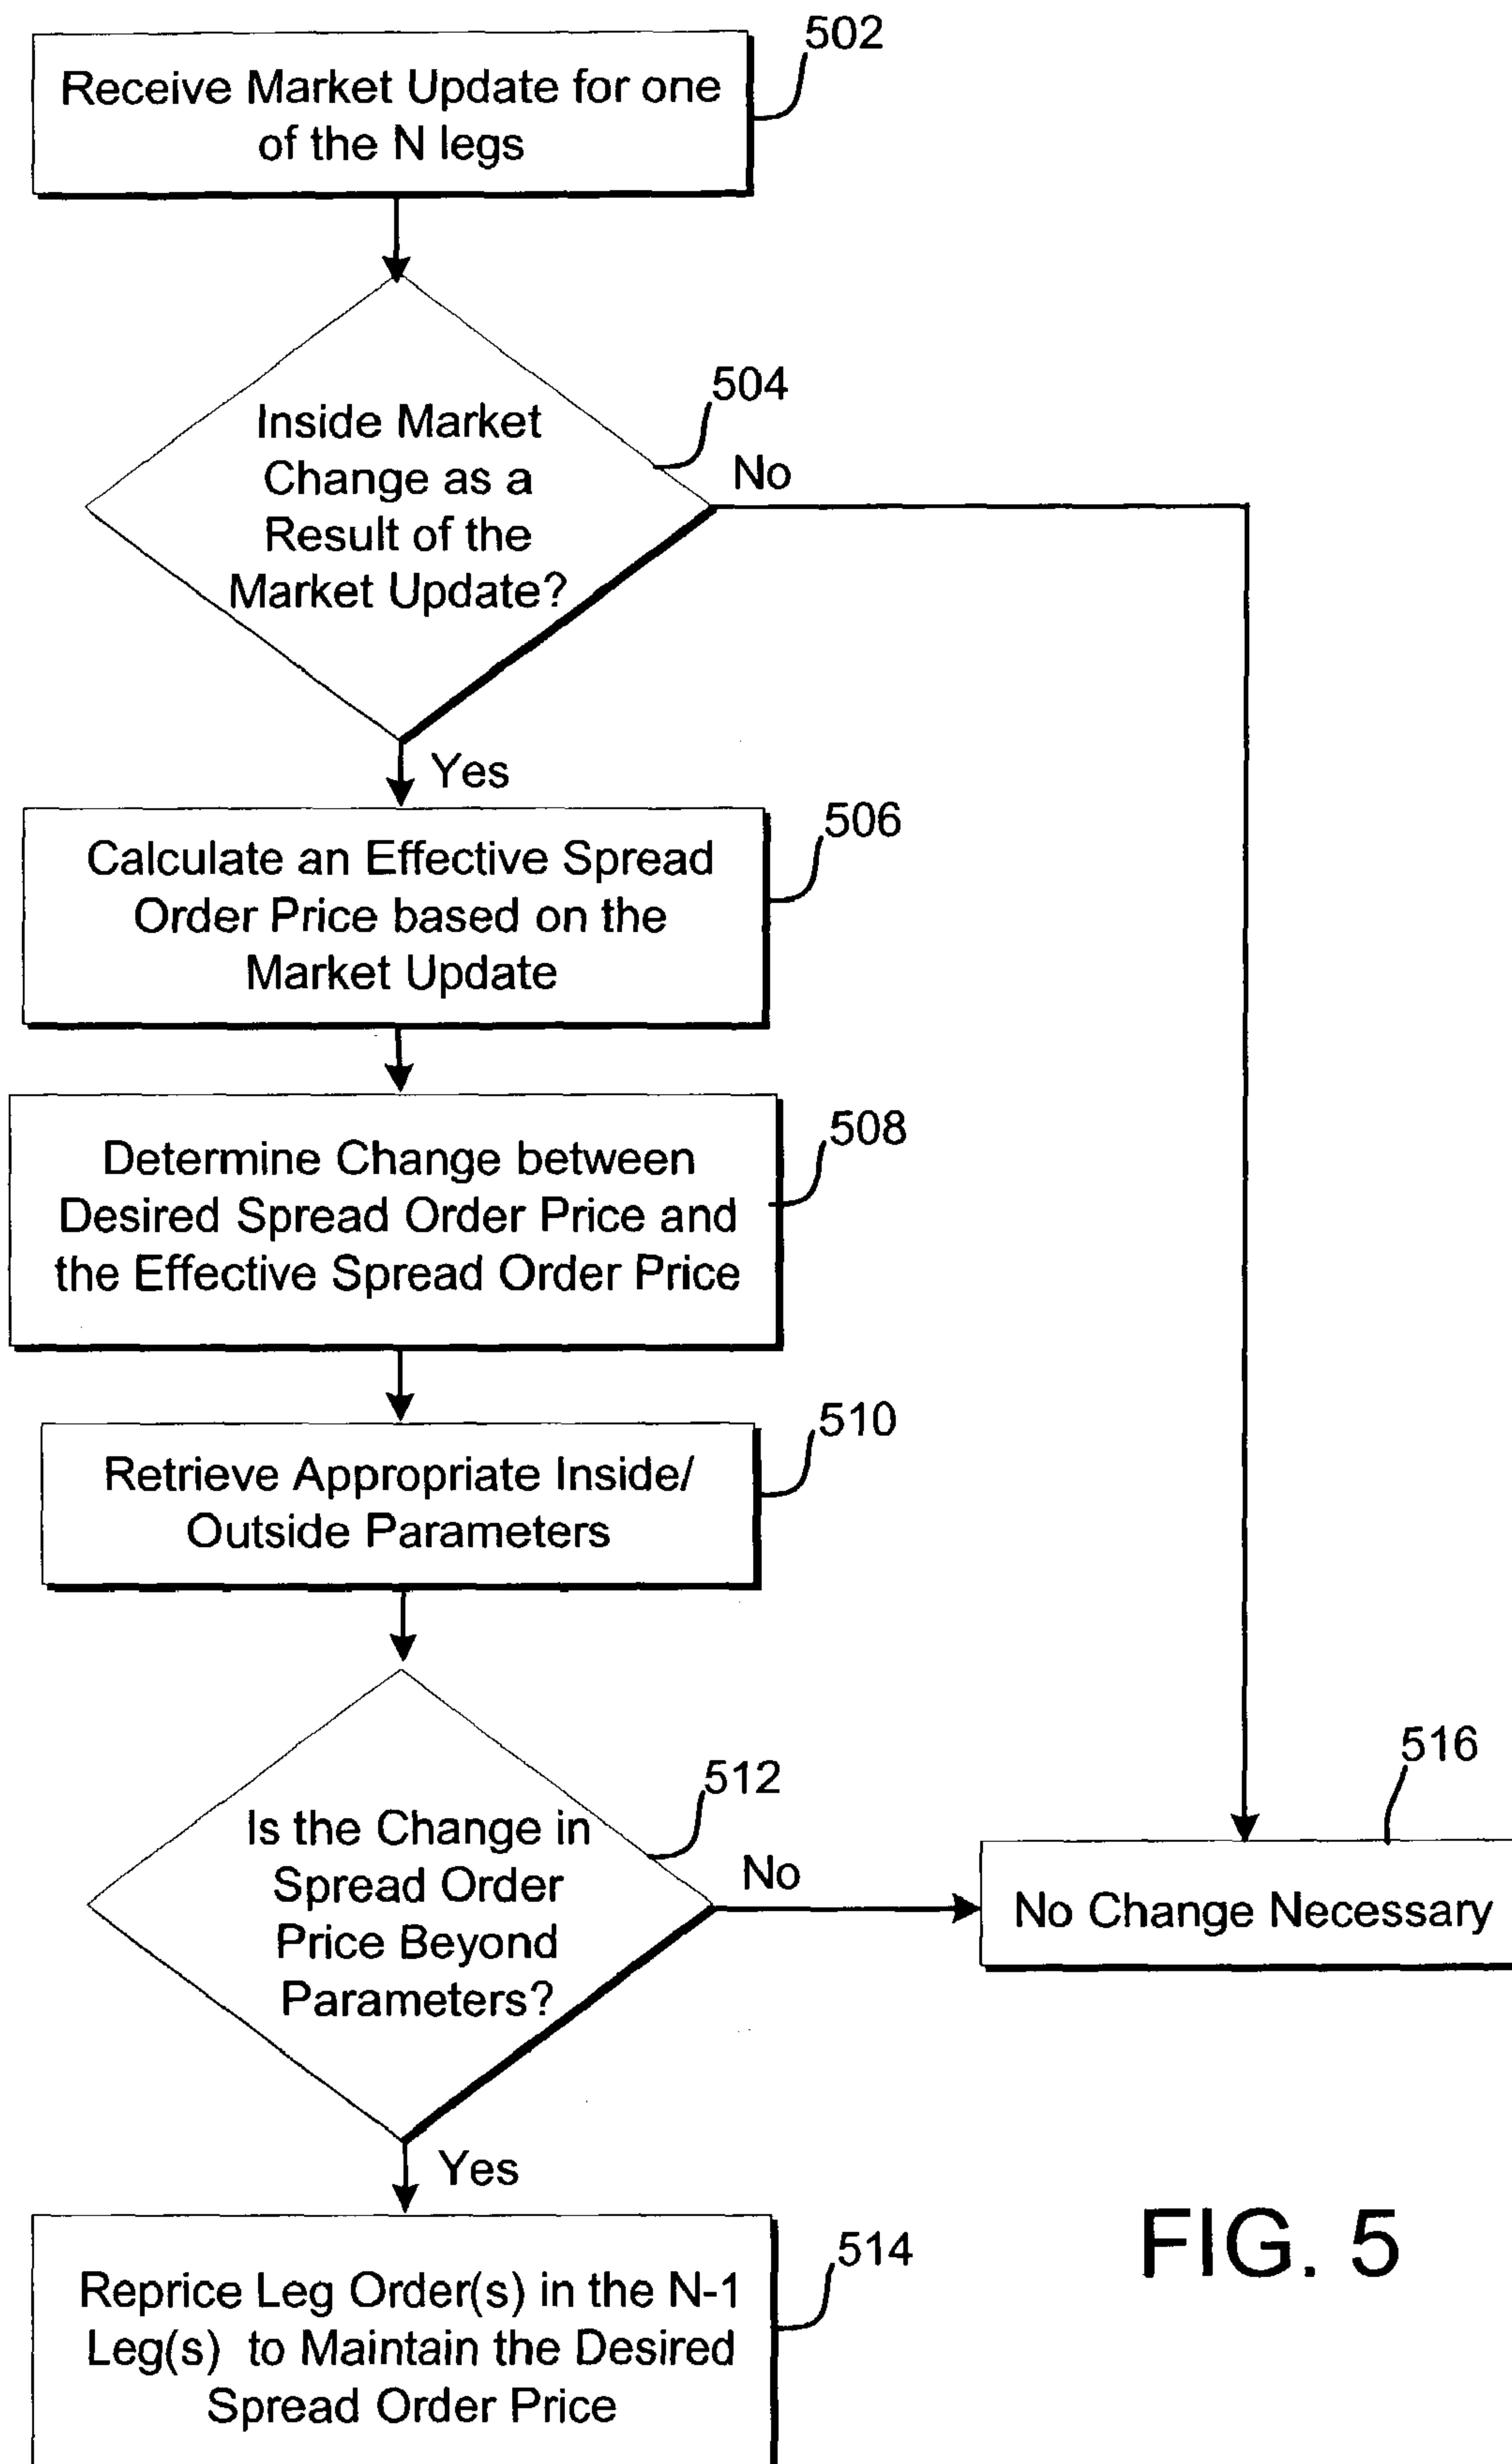 502
Receive Market Update for one
of the N legs
504
Inside Market
Change as a
Result of the
Market Update?
No
Yes
506
Calculate an Effective Spread
Order Price based on the
Market Update
508
Determine Change between
Desired Spread Order Price and
the Effective Spread Order Price
510
Retrieve Appropriate Inside/
Outside Parameters
512
Is the Change in
Spread Order
Price Beyond
Parameters?
No
516
No Change Necessary
Yes
514
Reprice Leg Order(s) in the N-1
Leg(s) to Maintain the Desired
Spread Order Price
FIG. 5